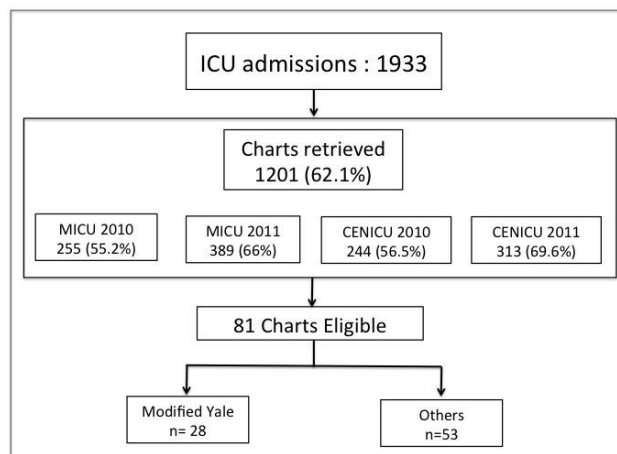 ICU admissions : 1933
Charts retrieved
1201 (62.1%)
MICU 2010
255 (55.2%)
MICU 2011
389 (66%)
CENICU 2010
244 (56.5%)
CENICU 2011
313 (69.6%)
81 Charts Eligible
Modified Yale
n= 28
Others
n=53